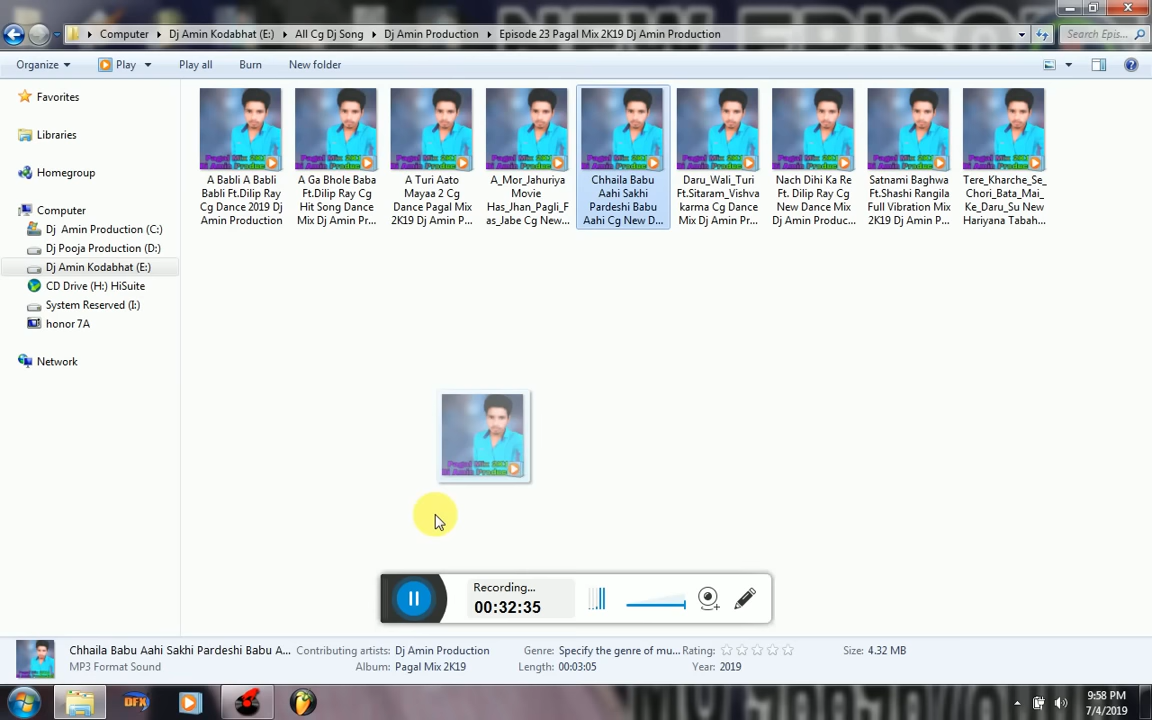 Computer Dj Amin Kodabhat (E:) All Cg Dj Song Dj Amin Production Episode 23 Pagal Mix 2K19 Dj Amin Production Search Epis...
Organize Play Play all Burn New folder
Favorites
Libraries
Homegroup
Computer
Dj Amin Production (C:)
Dj Pooja Production (D:)
Dj Amin Kodabhat (E:)
CD Drive (H:) HiSuite
System Reserved (I:)
honor 7A
Network
A Babli A Babli
Babli Ft.Dilip Ray
Cg Dance 2019 Dj
Amin Production
A Ga Bhole Baba
Ft.Dilip Ray Cg
Hit Song Dance
Mix Dj Amin Pr...
A Turi Aato
Mayaa 2 Cg
Dance Pagal Mix
2K19 Dj Amin P...
A_Mor_Jahuriya
Movie
Has_Jhan_Pagli_F
as_Jabe Cg New...
Chhaila Babu
Aahi Sakhi
Pardeshi Babu
Aahi Cg New D...
Daru_Wali_Turi
Ft.Sitaram_Vishva
karma Cg Dance
Mix Dj Amin Pr...
Nach Dihi Ka Re
Ft. Dilip Ray Cg
New Dance Mix
Dj Amin Produc...
Satnami Baghwa
Ft.Shashi Rangila
Full Vibration Mix
2K19 Dj Amin P...
Tere_Kharche_Se_
Chori_Bata_Mai_
Ke_Daru_Su New
Hariyana Tabah...
Pagal Mix 2K1
Dj Amin Produc
Recording...
00:32:35
Chhaila Babu Aahi Sakhi Pardeshi Babu A...
MP3 Format Sound
Contributing artists: Dj Amin Production
Album: Pagal Mix 2K19
Genre: Specify the genre of mu...
Length: 00:03:05
Rating:
Year: 2019
Size: 4.32 MB
DFX
9:58 PM
7/4/2019